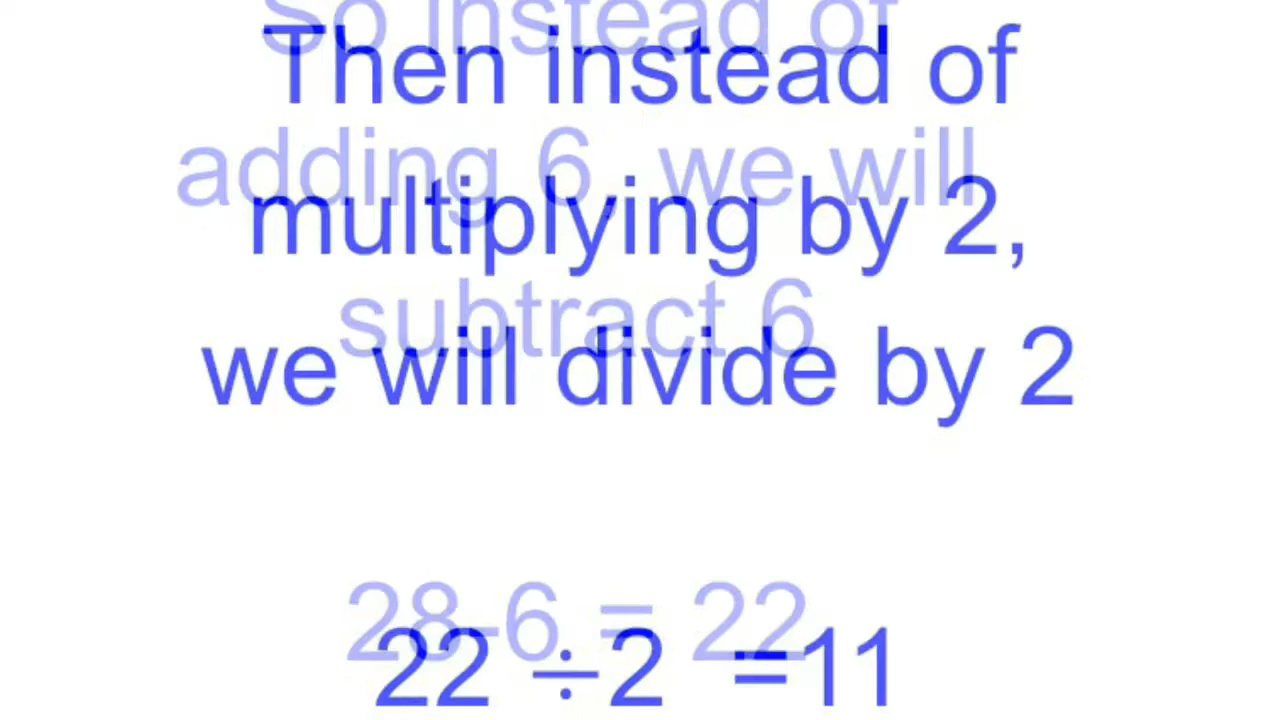 So instead of
Then instead of
adding 6, we will
multiplying by 2,
subtract 6
we will divide by 2
28-6 = 22
22 ÷2 =11